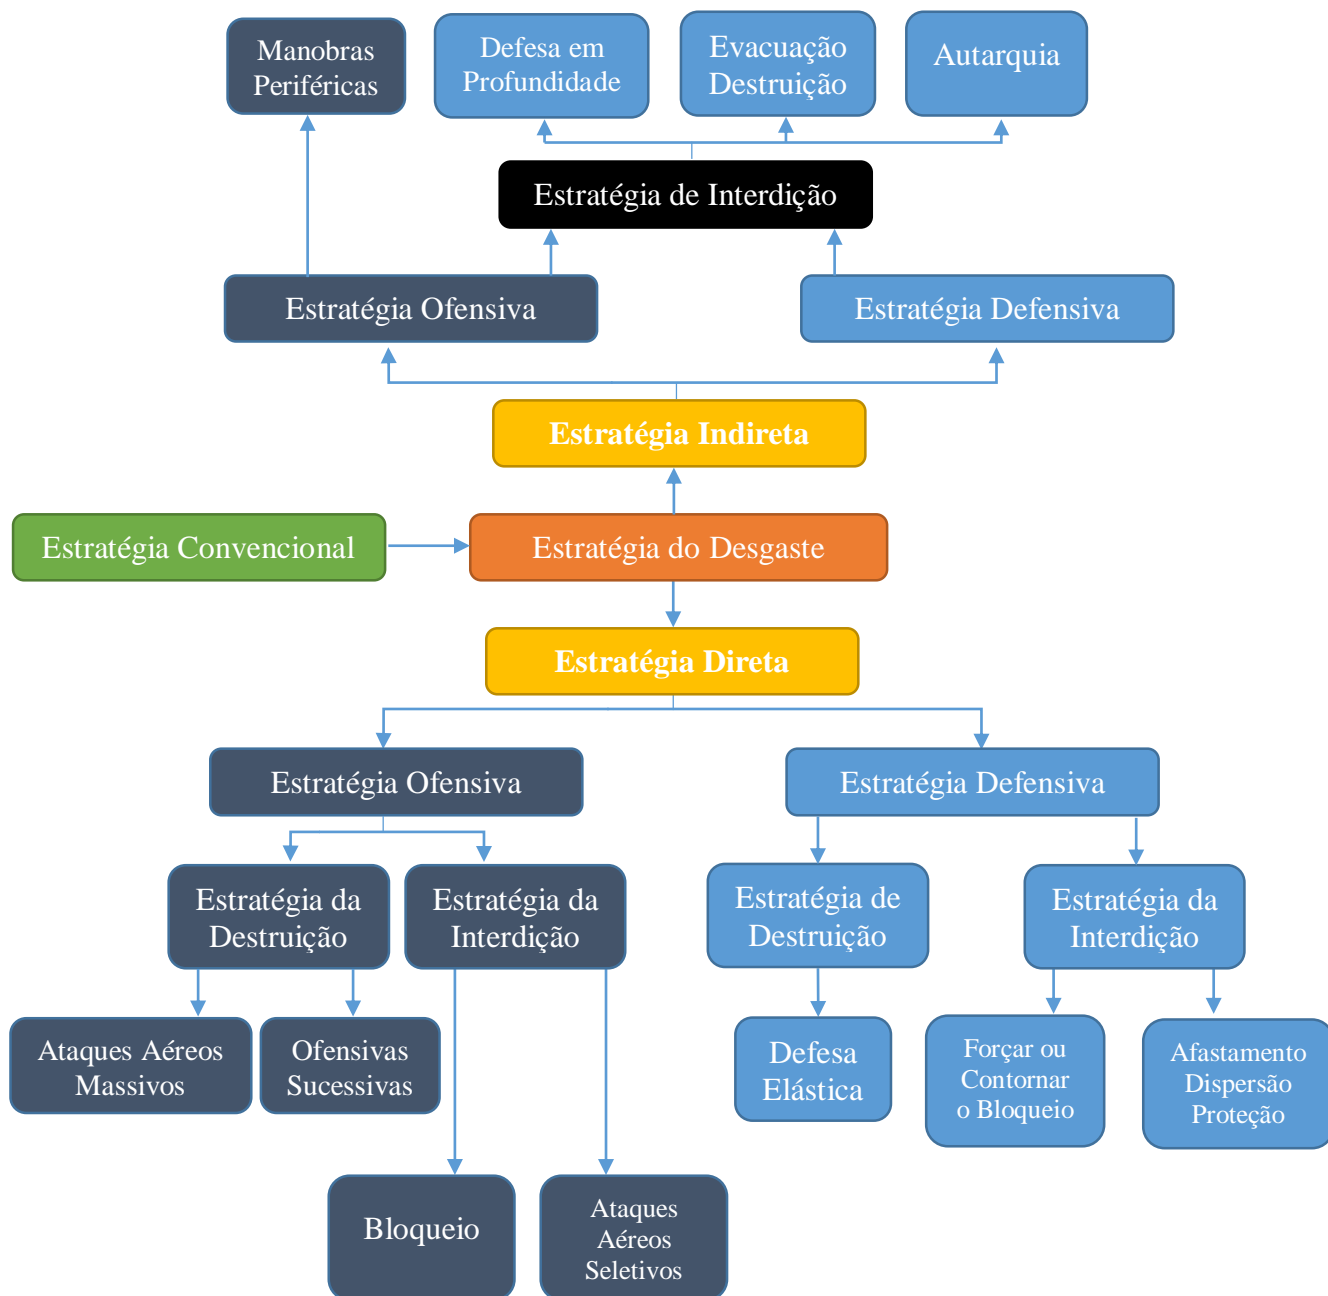 Manobras
Periféricas
Defesa em
Profundidade
Evacuação
Destruição
Autarquia
Estratégia de Interdição
Estratégia Ofensiva
Estratégia Defensiva
Estratégia Indireta
Estratégia Convencional
Estratégia do Desgaste
Estratégia Direta
Estratégia Ofensiva
Estratégia Defensiva
Estratégia da
Destruição
Estratégia da
Interdição
Estratégia de
Destruição
Estratégia da
Interdição
Ataques Aéreos
Massivos
Ofensivas
Sucessivas
Defesa
Elástica
Forçar ou
Contornar
o Bloqueio
Afastamento
Dispersão
Proteção
Bloqueio
Ataques
Aéreos
Seletivos